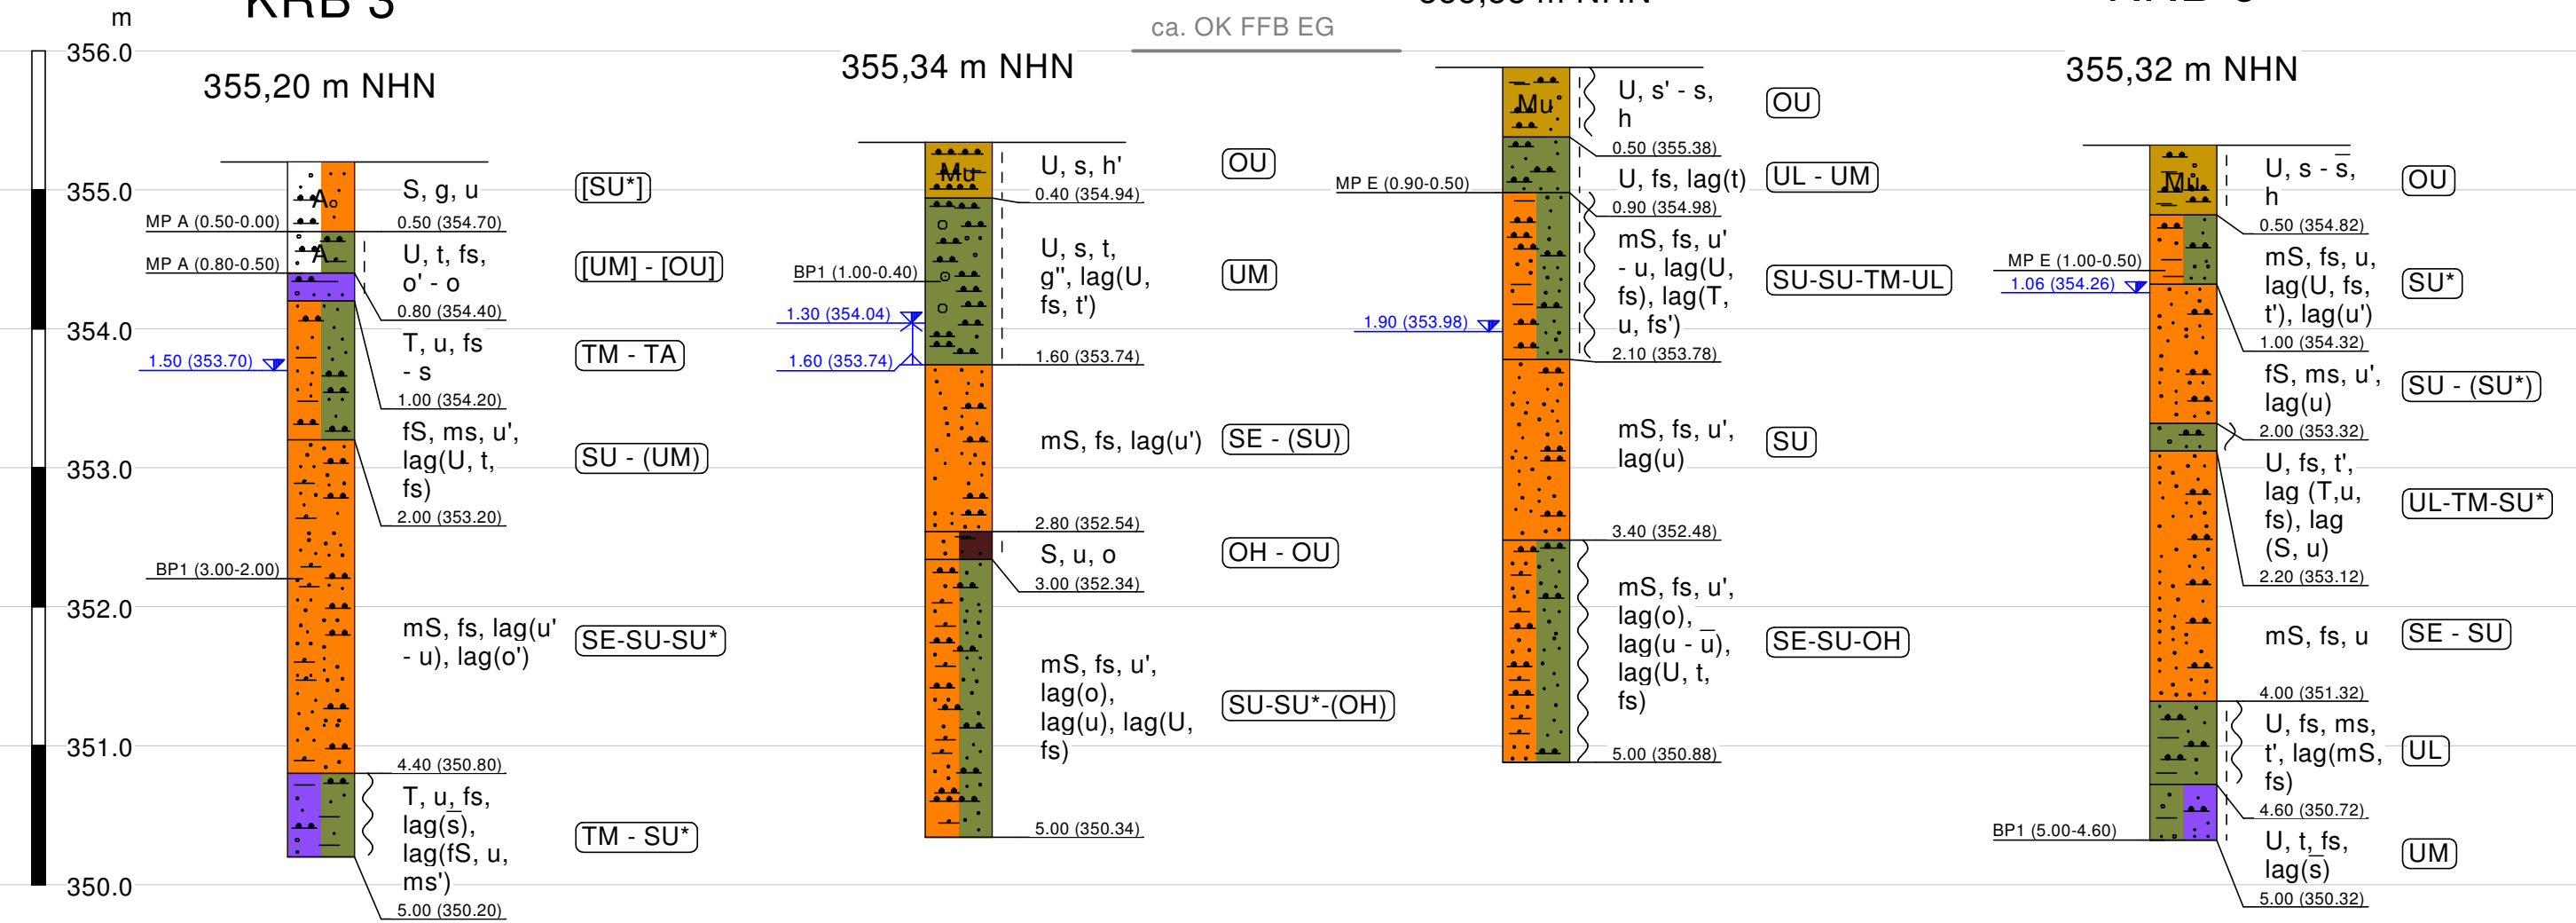 m
KRB 3
ca. OK FFB EG
356.0
355.0
354.0
353.0
352.0
351.0
350.0
355,20 m NHN
A
A
MP A (0.50-0.00)
MP A (0.80-0.50)
1.50 (353.70)
BP1 (3.00-2.00)
S, g, u
[SU*]
0.50 (354.70)
U, t, fs,
o' - o
[UM] - [OU]
0.80 (354.40)
T, u, fs
- s
TM - TA
1.00 (354.20)
fS, ms, u',
lag(U, t,
fs)
SU - (UM)
2.00 (353.20)
mS, fs, lag(u'
- u), lag(o')
SE-SU-SU*
4.40 (350.80)
T, u, fs,
lag(s̅),
lag(fS, u,
ms')
TM - SU*
5.00 (350.20)
355,34 m NHN
Mu
BP1 (1.00-0.40)
1.30 (354.04)
1.60 (353.74)
U, s, h'
OU
0.40 (354.94)
U, s, t,
g'', lag(U,
fs, t')
UM
1.60 (353.74)
mS, fs, lag(u')
SE - (SU)
2.80 (352.54)
S, u, o
OH - OU
3.00 (352.34)
mS, fs, u',
lag(o),
lag(u), lag(U,
fs)
SU-SU*-(OH)
5.00 (350.34)
m NHN
Mu
MP E (0.90-0.50)
1.90 (353.98)
U, s' - s,
h
OU
0.50 (355.38)
U, fs, lag(t)
UL - UM
0.90 (354.98)
mS, fs, u'
- u, lag(U,
fs), lag(T,
u, fs')
SU-SU-TM-UL
2.10 (353.78)
mS, fs, u',
lag(u)
SU
3.40 (352.48)
mS, fs, u',
lag(o),
lag(u - u̅),
lag(U, t,
fs)
SE-SU-OH
5.00 (350.88)
355,32 m NHN
Mu
MP E (1.00-0.50)
1.06 (354.26)
BP1 (5.00-4.60)
U, s - s̅,
h
OU
0.50 (354.82)
mS, fs, u,
lag(U, fs,
t'), lag(u')
SU*
1.00 (354.32)
fS, ms, u',
lag(u)
SU - (SU*)
2.00 (353.32)
U, fs, t',
lag (T,u,
fs), lag
(S, u)
UL-TM-SU*
2.20 (353.12)
mS, fs, u
SE - SU
4.00 (351.32)
U, fs, ms,
t', lag(mS,
fs)
UL
4.60 (350.72)
U, t, fs,
lag(s̅)
UM
5.00 (350.32)